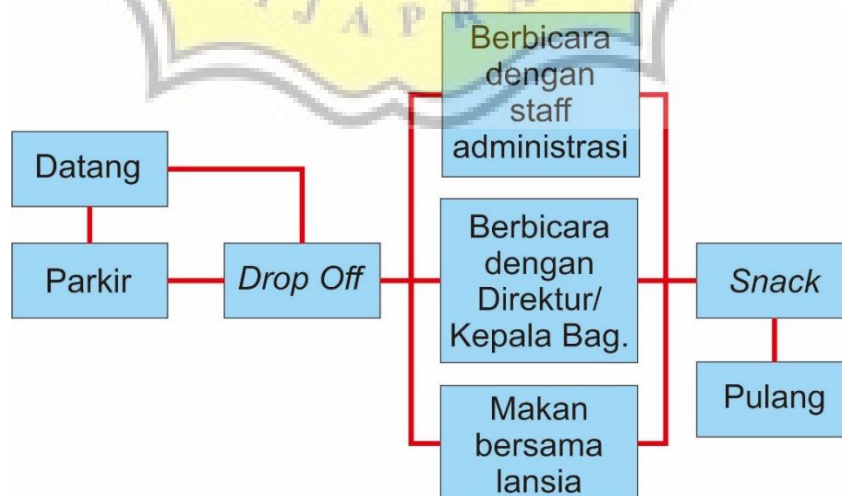 Berbicara
dengan
staff
administrasi
Datang
Parkir
Drop Off
Berbicara
dengan
Direktur/
Kepala Bag.
Makan
bersama
lansia
Snack
Pulang